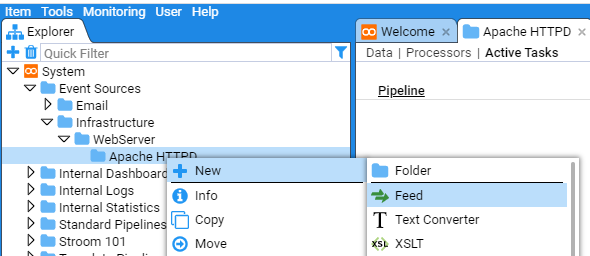 Item Tools Monitoring User Help
Explorer
Welcome
Apache HTTPD
Quick Filter
Data | Processors | Active Tasks
System
Event Sources
Pipeline
Email
Infrastructure
WebServer
Apache HTTPD
New
Folder
Internal Dashboard
Internal Logs
Info
Feed
Internal Statistics
Copy
Text Converter
Standard Pipelines
Stroom 101
Move
XSL
XSLT